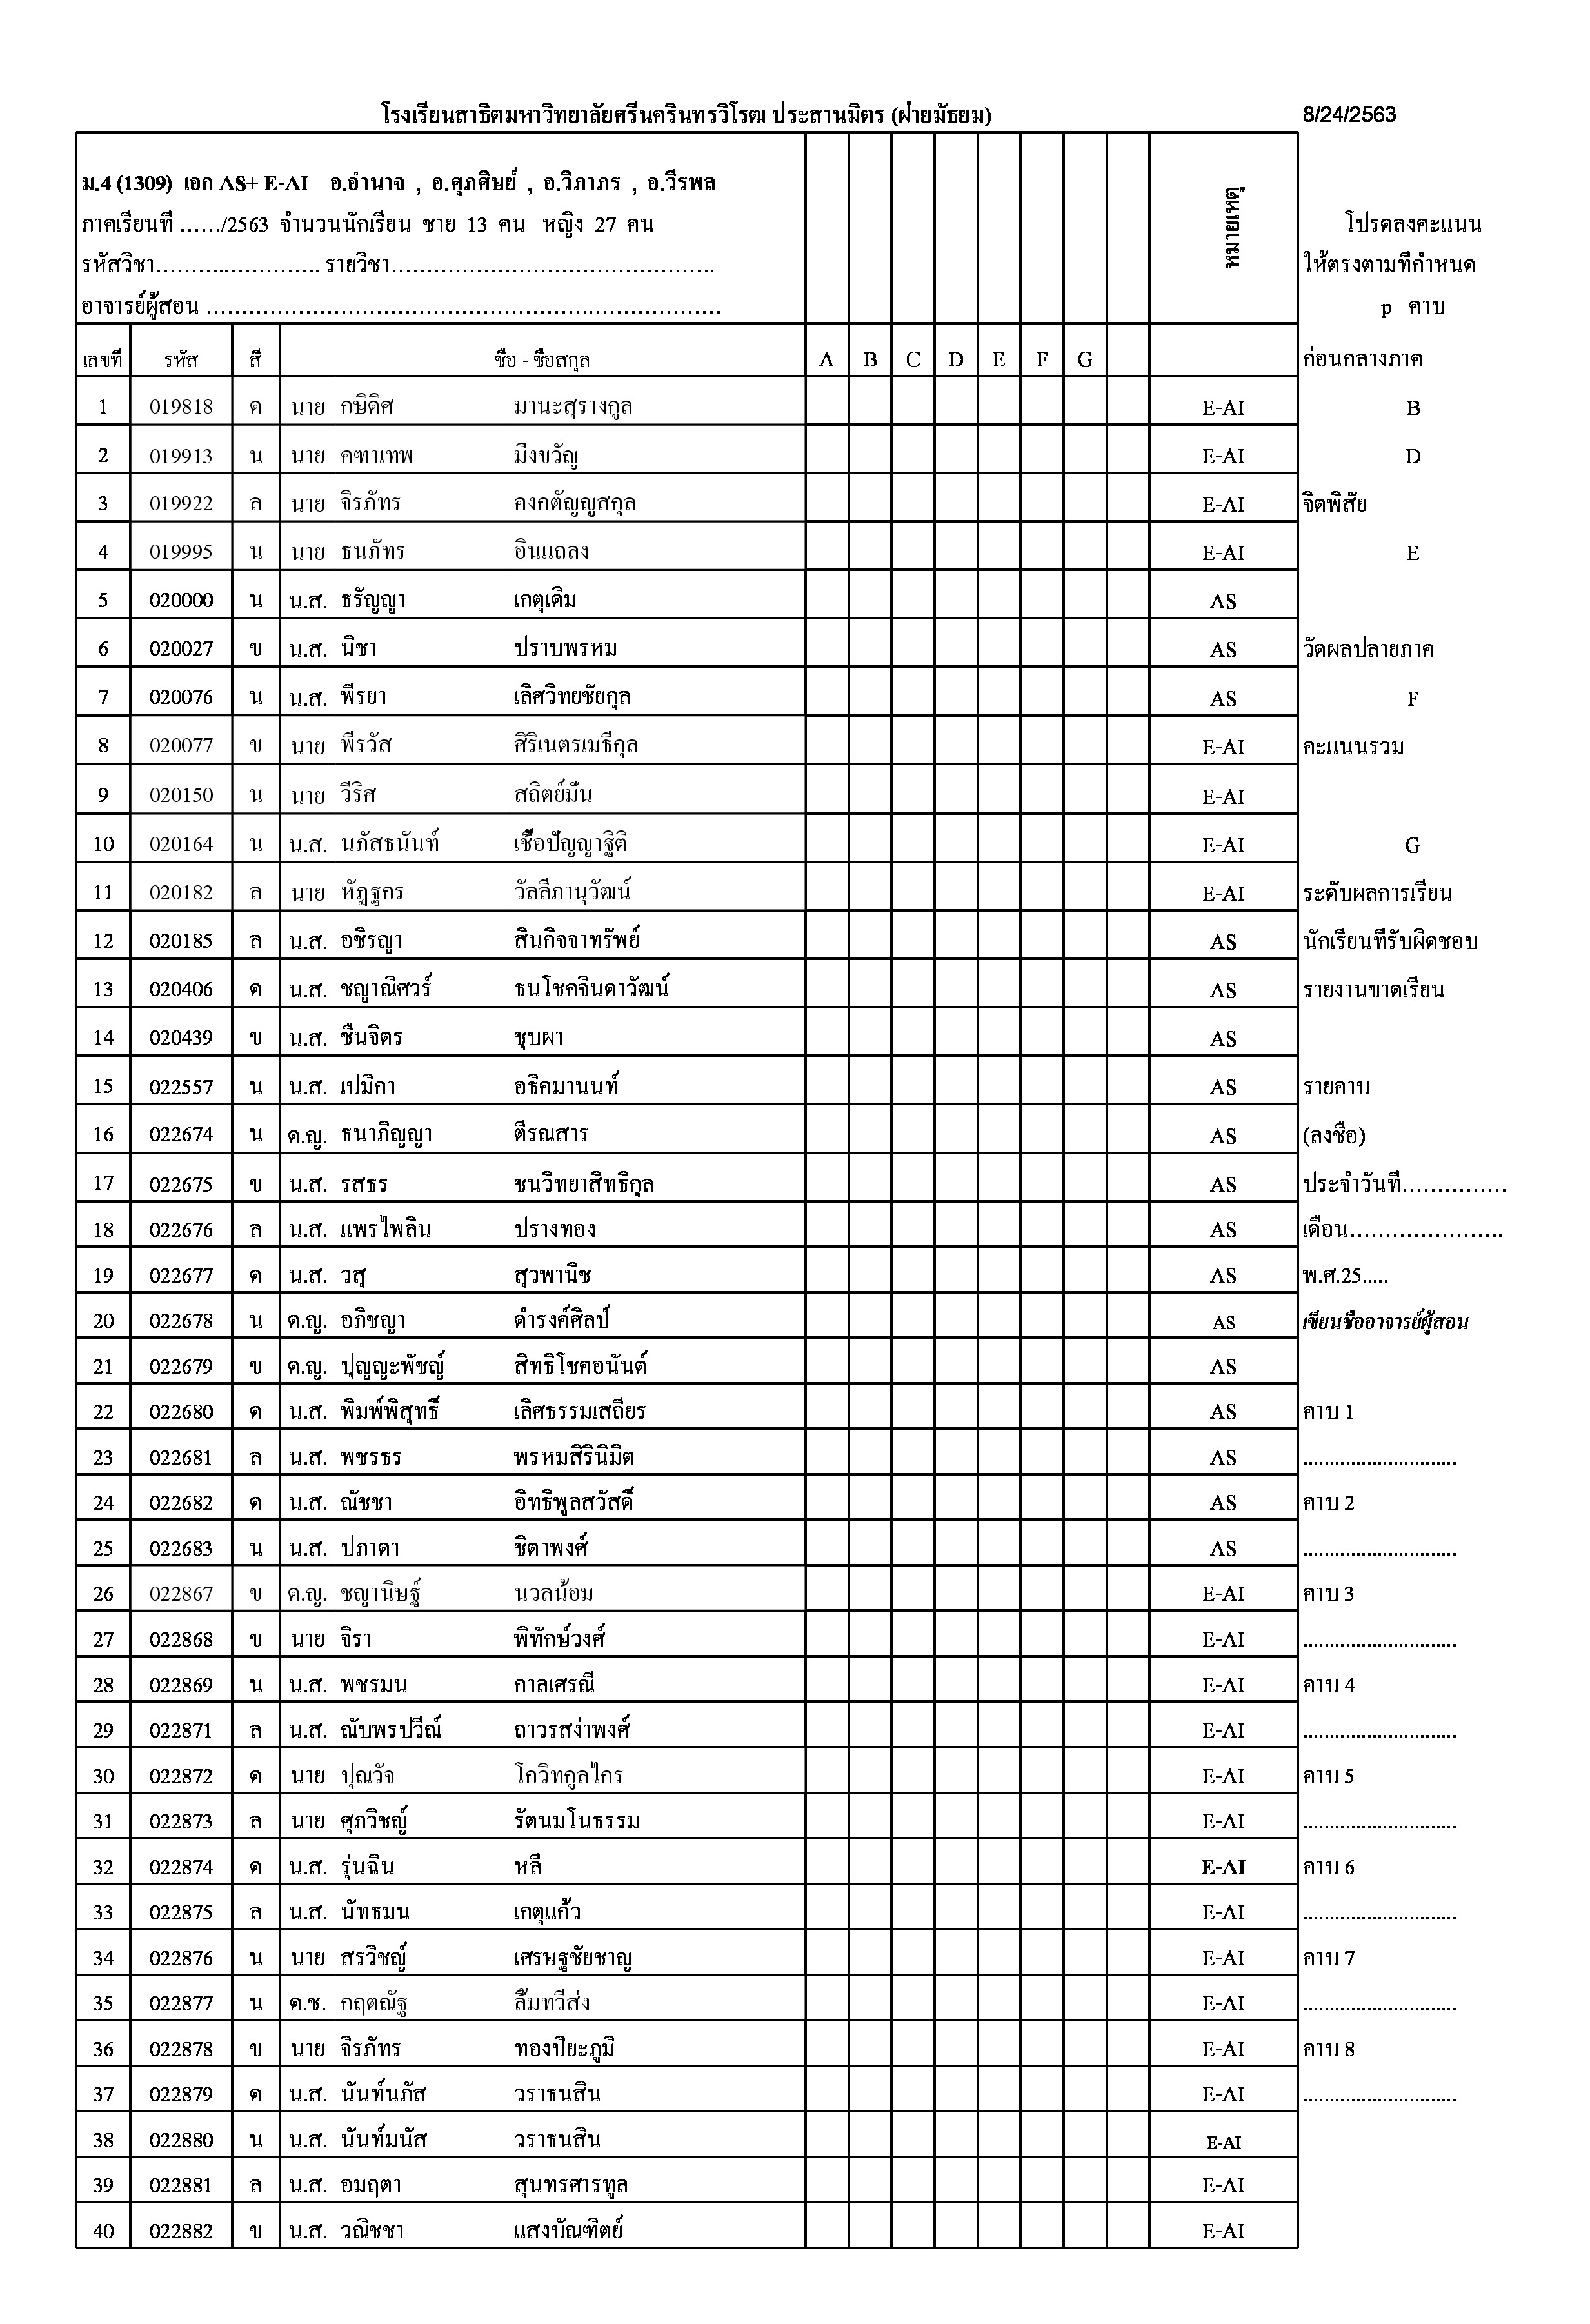 โรงเรียนสาธิตมหาวิทยาลัยศรีนครินทรวิโรฒ ประสานมิตร (ฝ่ายมัธยม) 8/24/2563
ม.4 (1309) เอก AS+ E-AI อ.อำนาจ , อ.ศุภศิษย์ , อ.วิภาภร , อ.วีรพล
หมายเหตุ
ภาคเรียนที่ ....../2563 จำนวนนักเรียน ชาย 13 คน หญิง 27 คน โปรดลงคะแนน
รหัสวิชา....................... รายวิชา............................................. ให้ตรงตามที่กำหนด
อาจารย์ผู้สอน ........................................................................ p= คาบ
เลขที่ รหัส สี ชื่อ - ชื่อสกุล A B C D E F G ก่อนกลางภาค
1 019818 ด นาย กษิดิศ มานะสุรางกูล E-AI B
2 019913 น นาย คฑาเทพ มิ่งขวัญ E-AI D
3 019922 ล นาย จิรภัทร คงกตัญญูสกุล E-AI จิตพิสัย
4 019995 น นาย ธนภัทร อินแถลง E-AI E
5 020000 น น.ส. ธรัญญา เกตุเดิม AS
6 020027 ข น.ส. นิชา ปราบพรหม AS วัดผลปลายภาค
7 020076 น น.ส. พีรยา เลิศวิทยชัยกุล AS F
8 020077 ข นาย พีรวัส ศิริเนตรเมธีกุล E-AI คะแนนรวม
9 020150 น นาย วีริศ สถิตย์มั่น E-AI
10 020164 น น.ส. นภัสธนันท์ เชื้อปัญญาฐิติ E-AI G
11 020182 ล นาย หัฏฐกร วัลลีภานุวัฒน์ E-AI ระดับผลการเรียน
12 020185 ล น.ส. อชิรญา สินกิจจาทรัพย์ AS นักเรียนที่รับผิดชอบ
13 020406 ด น.ส. ชญาณิศวร์ ธนโชคจินดาวัฒน์ AS รายงานขาดเรียน
14 020439 ข น.ส. ชื่นจิตร ชุบผา AS
15 022557 น น.ส. เปมิกา อธิคมานนท์ AS รายคาบ
16 022674 น ด.ญ. ธนาภิญญา ตีรณสาร AS (ลงชื่อ)
17 022675 ข น.ส. รสธร ชนวิทยาสิทธิกุล AS ประจำวันที่...............
18 022676 ล น.ส. แพรไพลิน ปรางทอง AS เดือน......................
19 022677 ด น.ส. วสุ สุวพานิช AS พ.ศ.25.....
20 022678 น ด.ญ. อภิชญา ดำรงค์ศิลป์ AS เขียนชื่ออาจารย์ผู้สอน
21 022679 ข ด.ญ. ปุญญะพัชญ์ สิทธิโชคอนันต์ AS
22 022680 ด น.ส. พิมพ์พิสุทธิ์ เลิศธรรมเสถียร AS คาบ 1
23 022681 ล น.ส. พชรธร พรหมสิรินิมิต AS ............................
24 022682 ด น.ส. ณัชชา อิทธิพูลสวัสดิ์ AS คาบ 2
25 022683 น น.ส. ปภาดา ชิตาพงศ์ AS ............................
26 022867 ข ด.ญ. ชญานิษฐ์ นวลน้อม E-AI คาบ 3
27 022868 ข นาย จิรา พิทักษ์วงศ์ E-AI ............................
28 022869 น น.ส. พชรมน กาลเศรณี E-AI คาบ 4
29 022871 ล น.ส. ณับพรปวีณ์ ถาวรสง่าพงศ์ E-AI ............................
30 022872 ด นาย ปุณวัจ โกวิทกูลไกร E-AI คาบ 5
31 022873 ล นาย ศุภวิชญ์ รัตนมโนธรรม E-AI ............................
32 022874 ด น.ส. รุ่นฉิน หลี่ E-AI คาบ 6
33 022875 ล น.ส. นัทธมน เกตุแก้ว E-AI ............................
34 022876 น นาย สรวิชญ์ เศรษฐชัยชาญ E-AI คาบ 7
35 022877 น ด.ช. กฤตณัฐ ลิ้มทวีส่ง E-AI ............................
36 022878 ข นาย จิรภัทร ทองปิยะภูมิ E-AI คาบ 8
37 022879 ด น.ส. นันท์นภัส วราธนสิน E-AI ............................
38 022880 น น.ส. นันท์มนัส วราธนสิน E-AI
39 022881 ล น.ส. อมฤตา สุนทรศารทูล E-AI
40 022882 ข น.ส. วณิชชา แสงบัณฑิตย์ E-AI